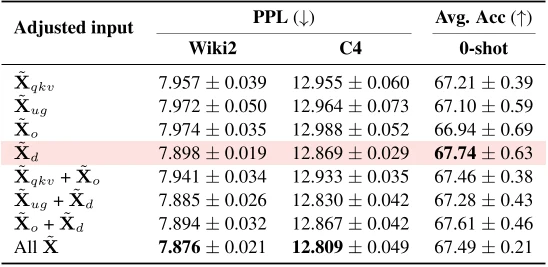 Adjusted input PPL (↓) Avg. Acc (↑)
Wiki2 C4 0-shot
X̃qkv 7.957 ± 0.039 12.955 ± 0.060 67.21 ± 0.39
X̃ug 7.972 ± 0.050 12.964 ± 0.073 67.10 ± 0.59
X̃o 7.974 ± 0.035 12.988 ± 0.052 66.94 ± 0.69
X̃d 7.898 ± 0.019 12.869 ± 0.029 67.74 ± 0.63
X̃qkv + X̃o 7.941 ± 0.034 12.933 ± 0.035 67.46 ± 0.38
X̃ug + X̃d 7.885 ± 0.026 12.830 ± 0.042 67.28 ± 0.43
X̃o + X̃d 7.894 ± 0.032 12.867 ± 0.042 67.61 ± 0.46
All X̃ 7.876 ± 0.021 12.809 ± 0.049 67.49 ± 0.21